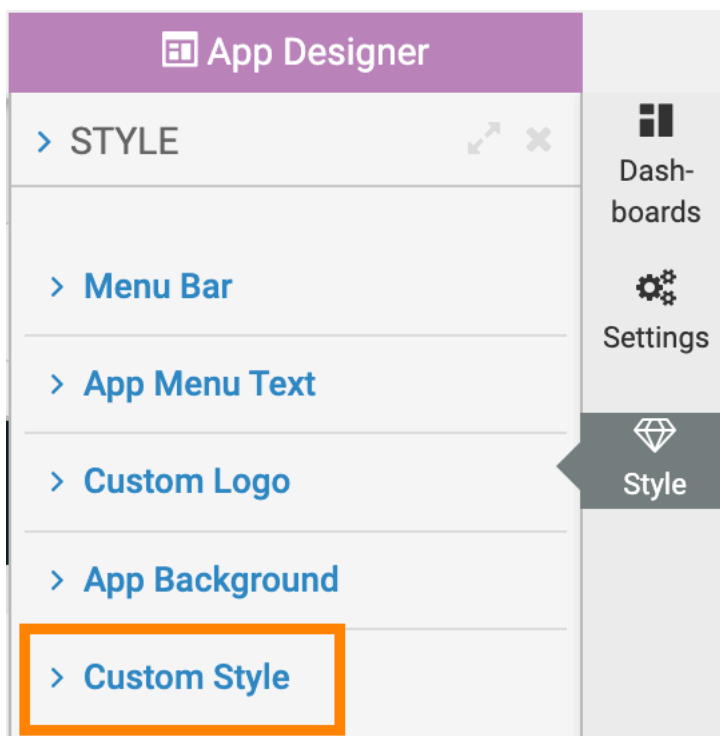 App Designer
STYLE
Menu Bar
App Menu Text
Custom Logo
App Background
Custom Style
Dash-
boards
Settings
Style